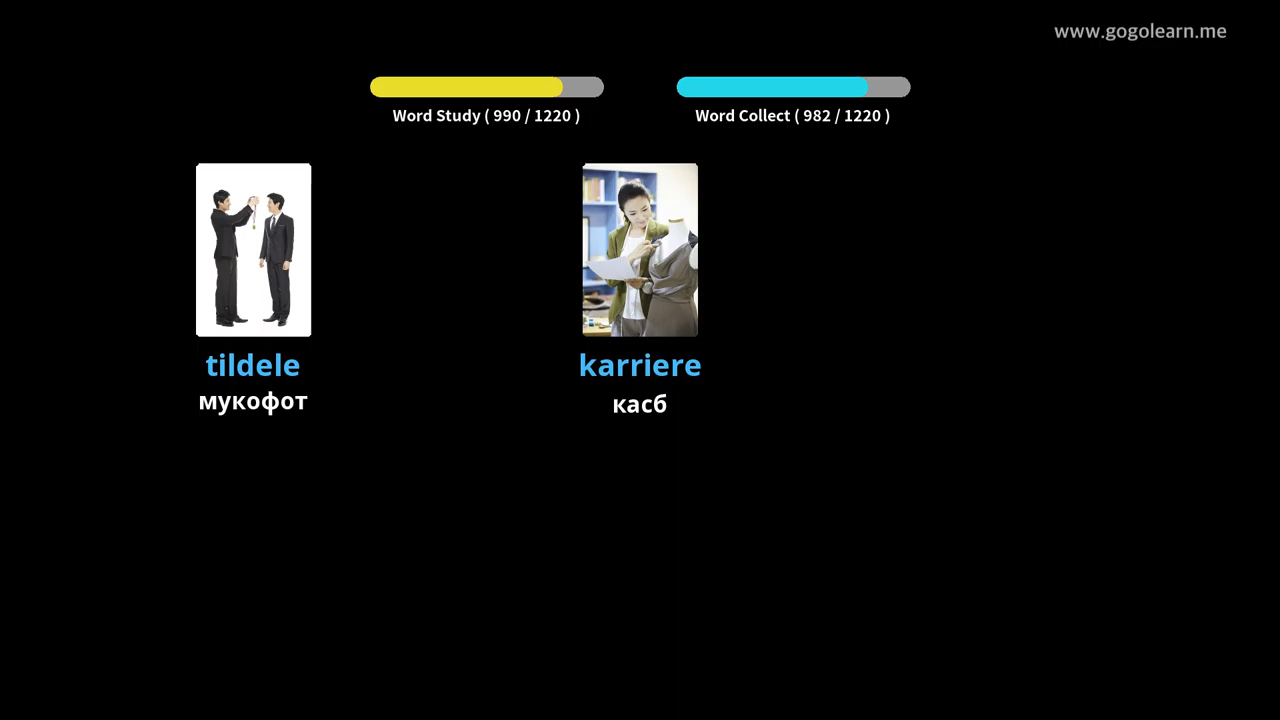 www.gogolearn.me
Word Study ( 990 / 1220 )
Word Collect ( 982 / 1220 )
tildele
karriere
мукофот
касб